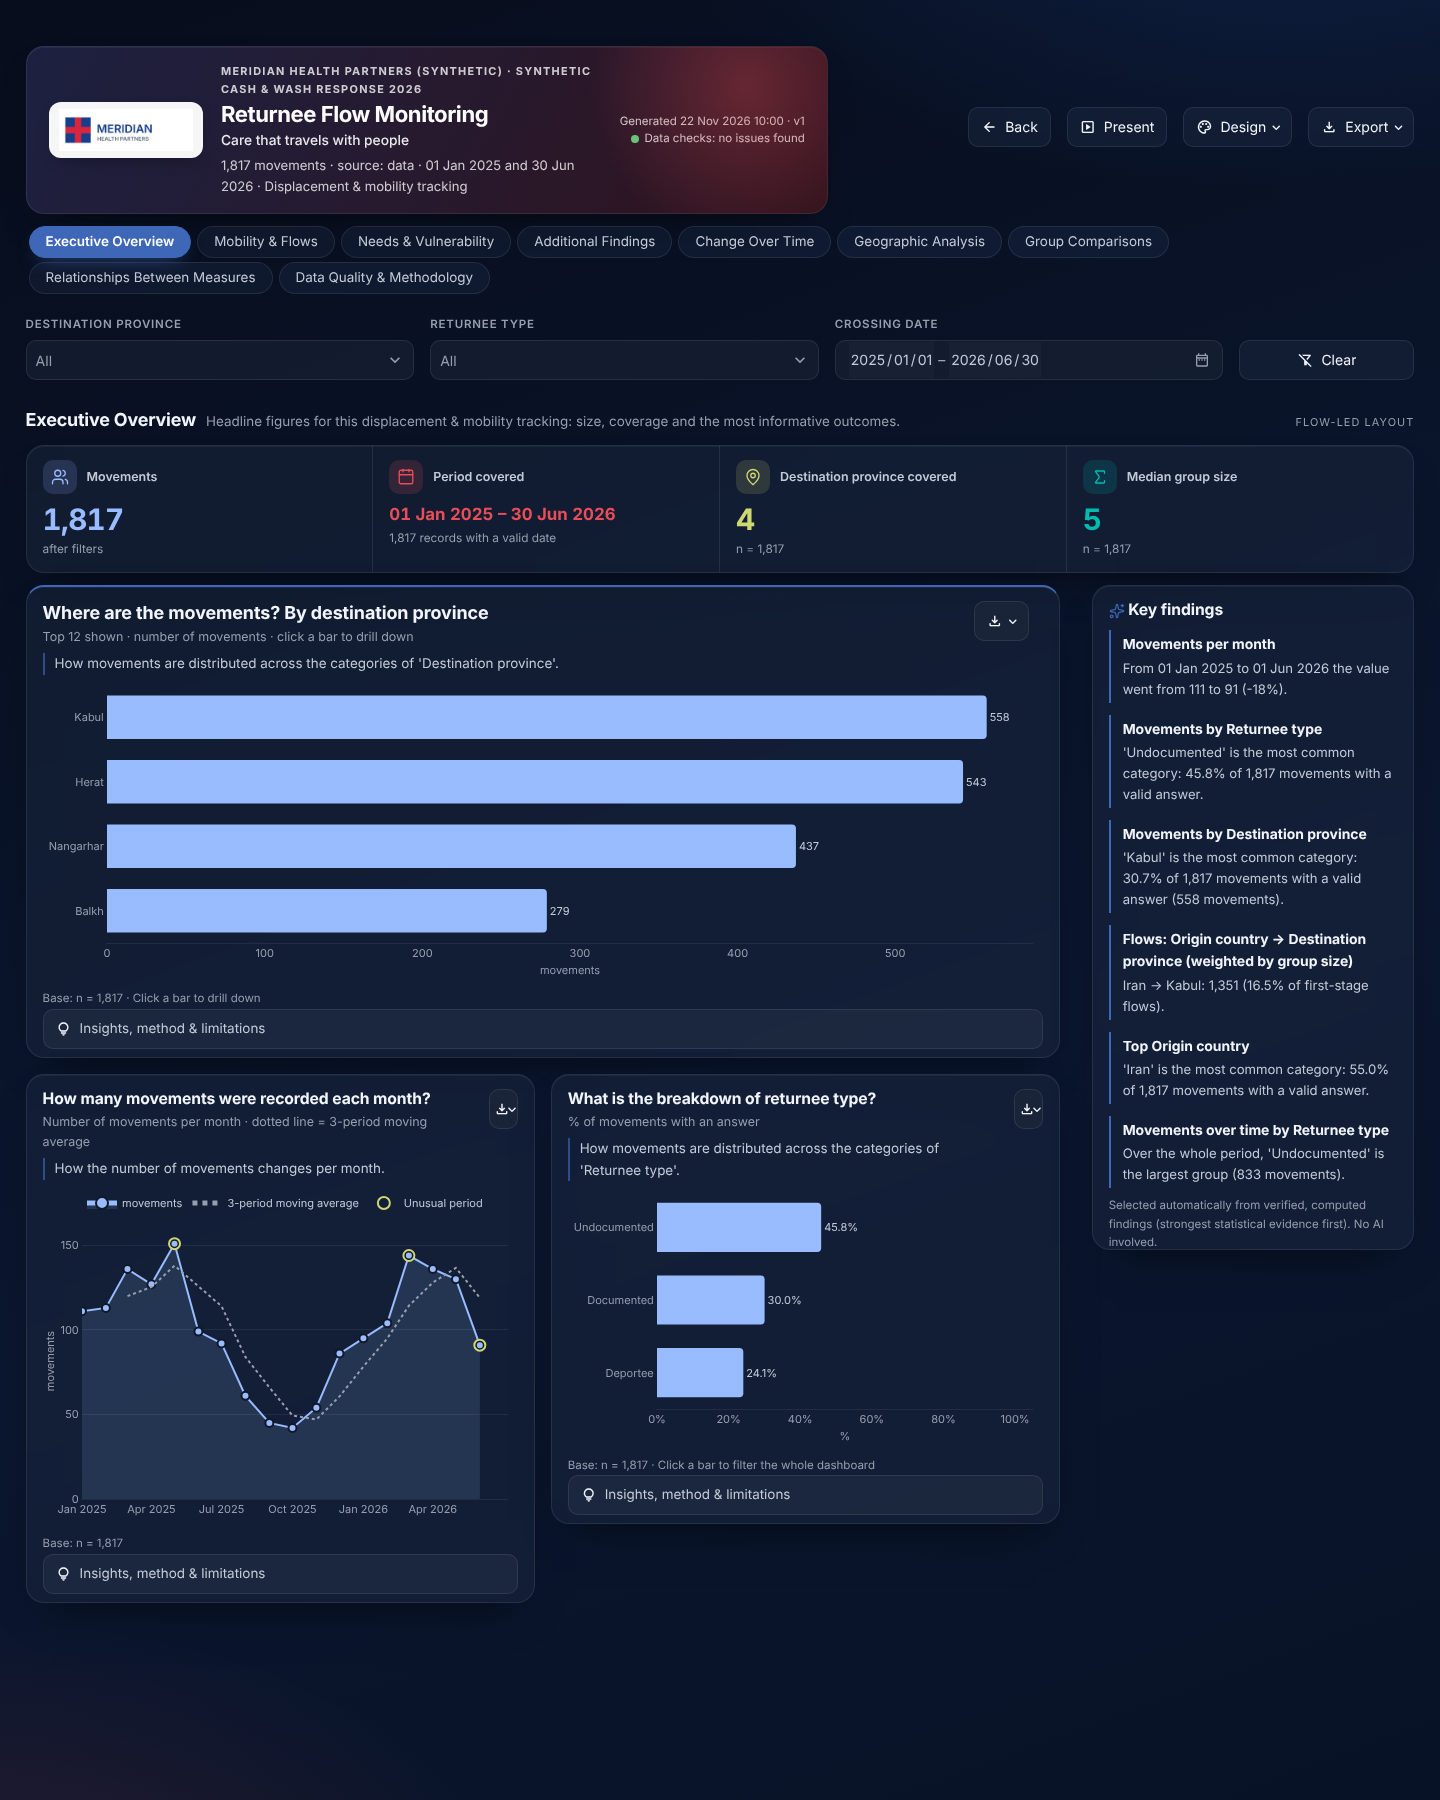 MERIDIAN
HEALTH PARTNERS
MERIDIAN HEALTH PARTNERS (SYNTHETIC) · SYNTHETIC
CASH & WASH RESPONSE 2026
Returnee Flow Monitoring
Care that travels with people
1,817 movements · source: data · 01 Jan 2025 and 30 Jun
2026 · Displacement & mobility tracking
Generated 22 Nov 2026 10:00 · v1
Data checks: no issues found
Back
Present
Design
Export
Executive Overview
Mobility & Flows
Needs & Vulnerability
Additional Findings
Change Over Time
Geographic Analysis
Group Comparisons
Relationships Between Measures
Data Quality & Methodology
DESTINATION PROVINCE
RETURNEE TYPE
CROSSING DATE
All
All
2025/01/01 – 2026/06/30
Clear
Executive Overview
Headline figures for this displacement & mobility tracking: size, coverage and the most informative outcomes.
FLOW-LED LAYOUT
Movements
1,817
after filters
Period covered
01 Jan 2025 – 30 Jun 2026
1,817 records with a valid date
Destination province covered
4
n = 1,817
Median group size
5
n = 1,817
Where are the movements? By destination province
Top 12 shown · number of movements · click a bar to drill down
How movements are distributed across the categories of 'Destination province'.
Kabul
558
Herat
543
Nangarhar
437
Balkh
279
0
100
200
300
400
500
movements
Base: n = 1,817 · Click a bar to drill down
Insights, method & limitations
Key findings
Movements per month
From 01 Jan 2025 to 01 Jun 2026 the value
went from 111 to 91 (-18%).
Movements by Returnee type
'Undocumented' is the most common
category: 45.8% of 1,817 movements with a
valid answer.
Movements by Destination province
'Kabul' is the most common category:
30.7% of 1,817 movements with a valid
answer (558 movements).
Flows: Origin country → Destination
province (weighted by group size)
Iran → Kabul: 1,351 (16.5% of first-stage
flows).
Top Origin country
'Iran' is the most common category: 55.0%
of 1,817 movements with a valid answer.
Movements over time by Returnee type
Over the whole period, 'Undocumented' is
the largest group (833 movements).
Selected automatically from verified, computed
findings (strongest statistical evidence first). No AI
involved.
How many movements were recorded each month?
Number of movements per month · dotted line = 3-period moving
average
How the number of movements changes per month.
movements
3-period moving average
Unusual period
150
100
50
0
movements
Jan 2025
Apr 2025
Jul 2025
Oct 2025
Jan 2026
Apr 2026
Base: n = 1,817
Insights, method & limitations
What is the breakdown of returnee type?
% of movements with an answer
How movements are distributed across the categories of
'Returnee type'.
Undocumented
45.8%
Documented
30.0%
Deportee
24.1%
0%
20%
40%
60%
80%
100%
%
Base: n = 1,817 · Click a bar to filter the whole dashboard
Insights, method & limitations